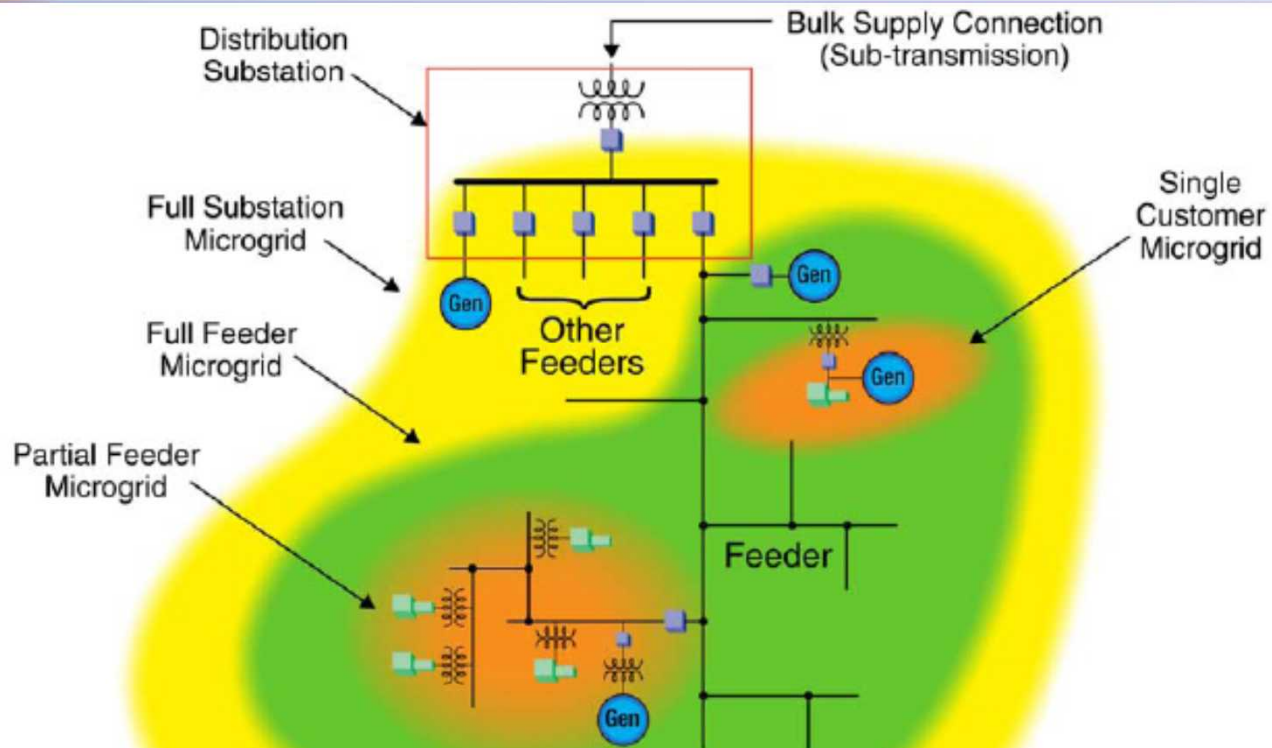 Bulk Supply Connection
(Sub-transmission)
Distribution
Substation
Single
Customer
Microgrid
Full Substation
Microgrid
Gen
Gen
Other
Feeders
Full Feeder
Microgrid
Gen
Partial Feeder
Microgrid
Feeder
Gen